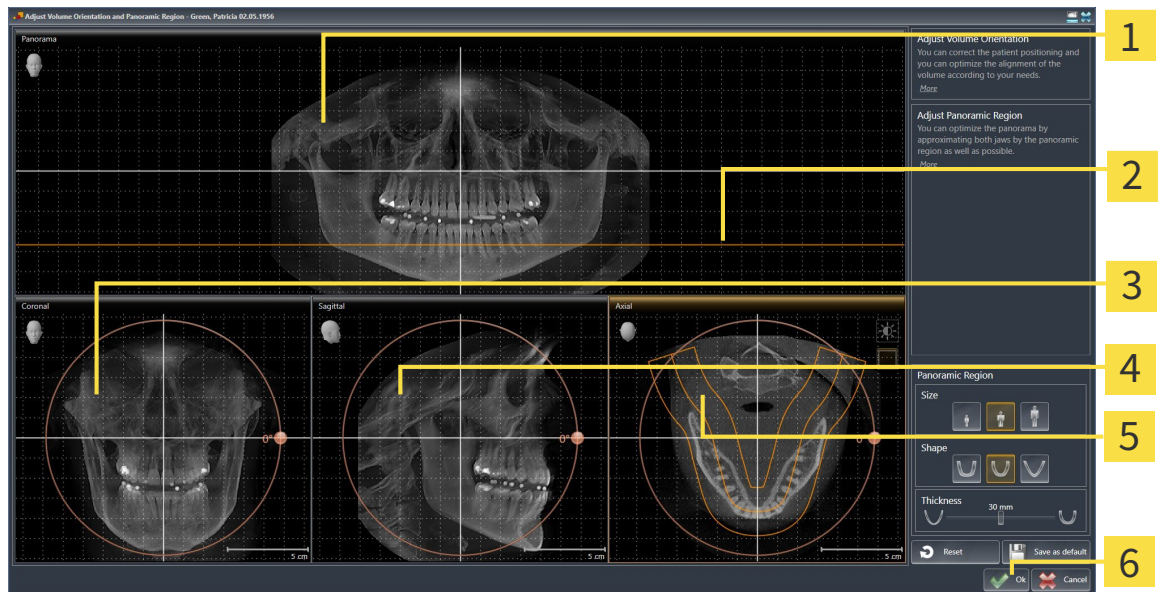 Adjust Volume Orientation and Panoramic Region - Green, Patricia 02.05.1956
Panorama
Adjust Volume Orientation
You can correct the patient positioning and
you can optimize the alignment of the
volume according to your needs.
More
Adjust Panoramic Region
You can optimize the panorama by
approximating both jaws by the panoramic
region as well as possible.
More
1
2
3
Coronal
Sagittal
Axial
4
5
0°
0°
0°
5 cm
5 cm
5 cm
Panoramic Region
Size
Shape
Thickness
30 mm
Reset
Save as default
6
Ok
Cancel